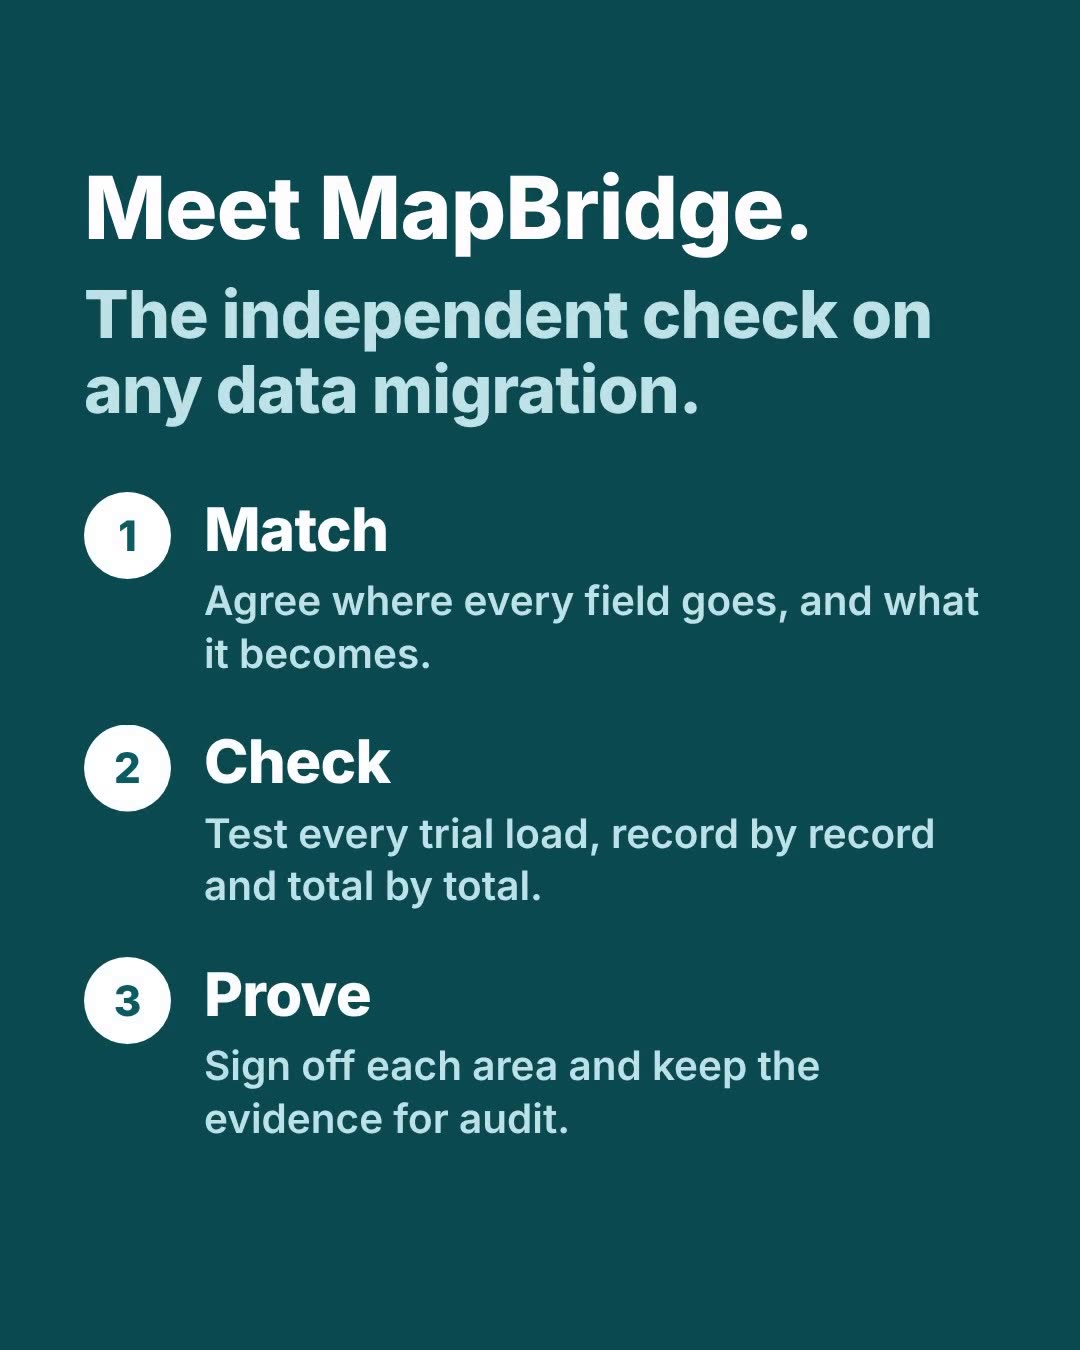 Meet MapBridge.
The independent check on
any data migration.
1
Match
Agree where every field goes, and what
it becomes.
2
Check
Test every trial load, record by record
and total by total.
3
Prove
Sign off each area and keep the
evidence for audit.